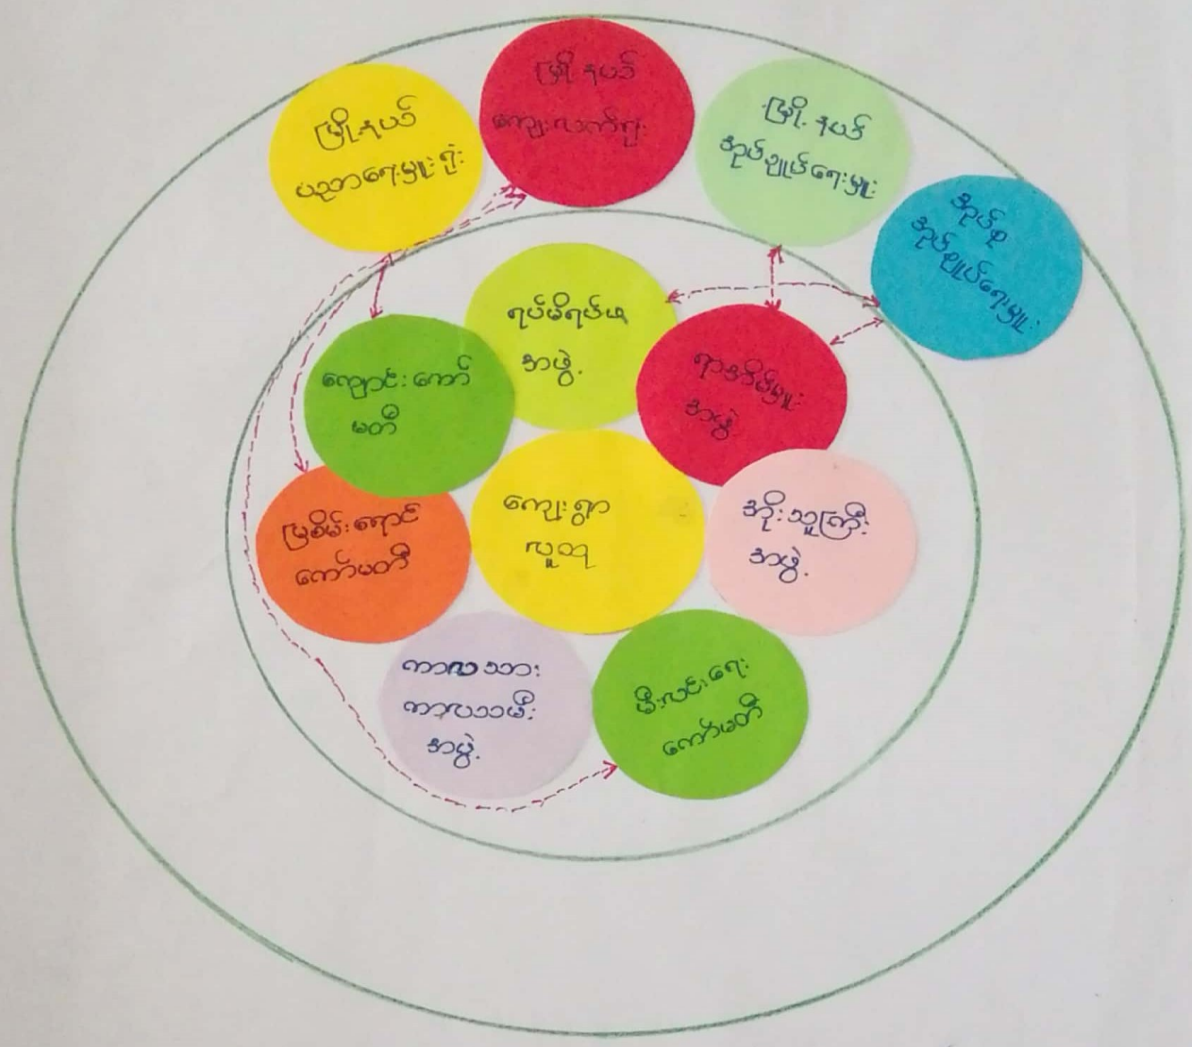 မြို့နယ်
ပညာရေးမှူးရုံး
မြို့နယ်
ကျေးလက်ရုံး
မြို့နယ်
အုပ်ချုပ်ရေးမှူး
အုပ်စု
အုပ်ချုပ်ရေးမှူး
ရပ်မိရပ်ဖ
အဖွဲ့
ကျောင်းကော်
မတီ
ရာအိမ်မှူး
အဖွဲ့
မြစိမ်းရောင်
ကော်မတီ
ကျေးရွာ
လူထု
အိုးသူကြီး
အဖွဲ့
ကာလသား
ကာလသမီး
အဖွဲ့
မီးလင်းရေး
ကော်မတီ